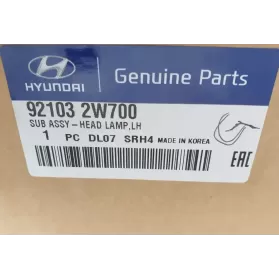 HYUNDAI
Genuine Parts
92103 2W700
SUB ASSY-HEAD LAMP,LH
1 PC DL07 SRH4 MADE IN KOREA
EAC